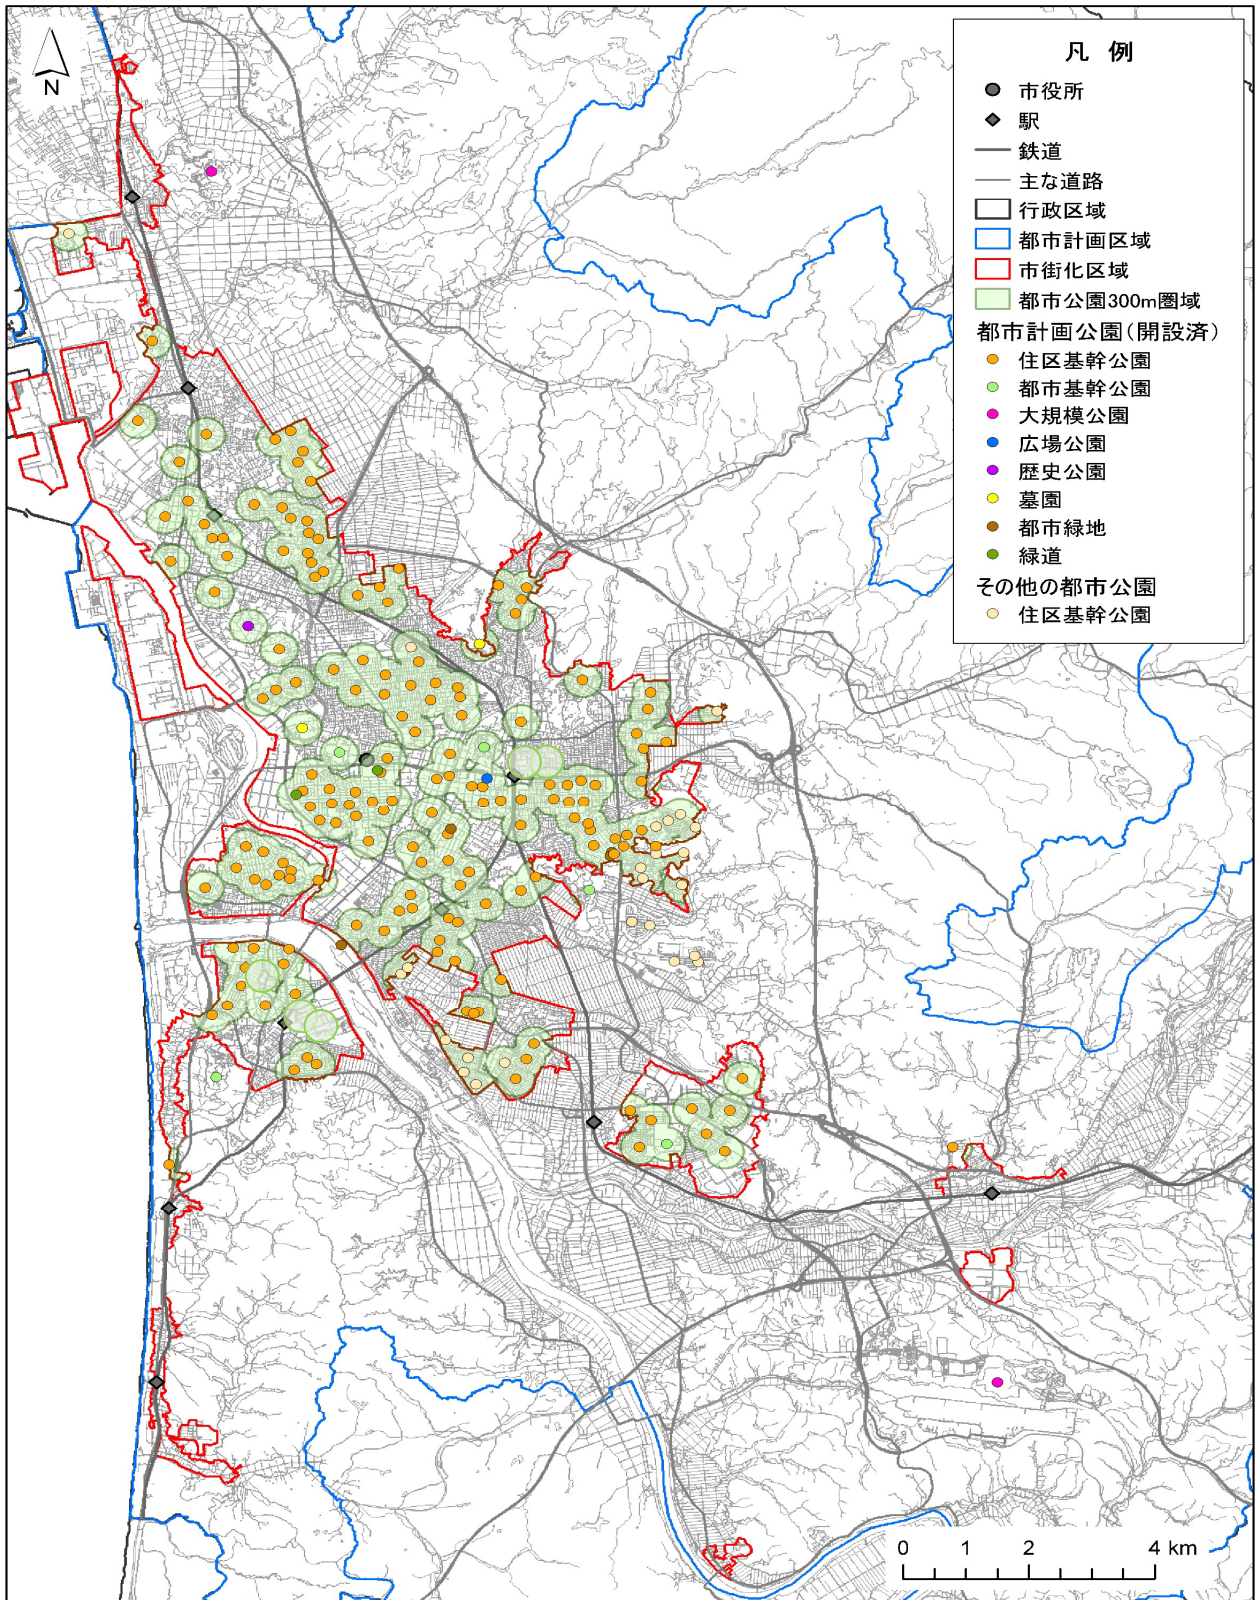 N
凡 例
市役所
駅
鉄道
主な道路
行政区域
都市計画区域
市街化区域
都市公園300m圏域
都市計画公園(開設済)
住区基幹公園
都市基幹公園
大規模公園
広場公園
歴史公園
墓園
都市緑地
緑道
その他の都市公園
住区基幹公園
0 1 2 4 km